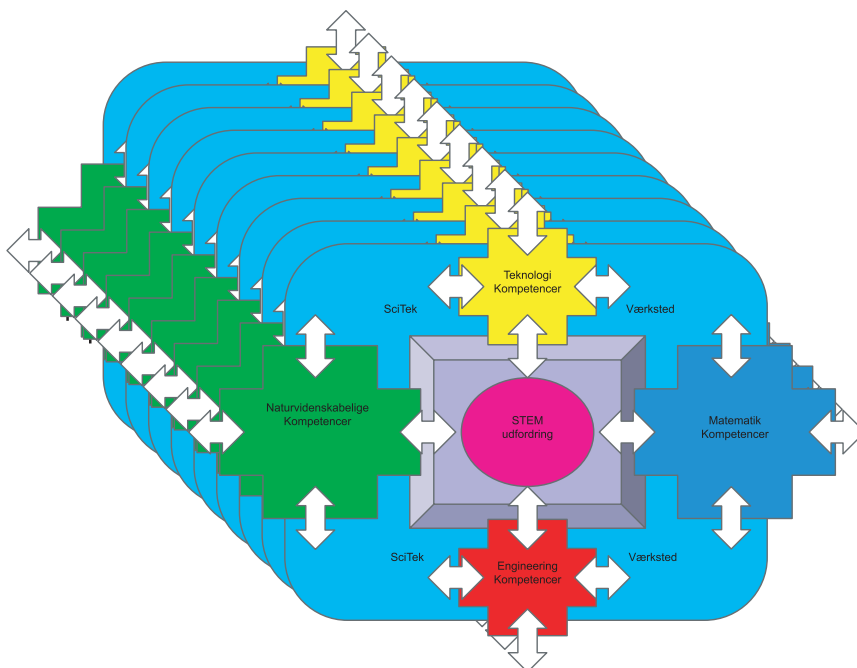 Teknologi
Kompetencer
SciTek
Værksted
Naturvidenskabelige
Kompetencer
STEM
udfordring
Matematik
Kompetencer
SciTek
Værksted
Engineering
Kompetencer